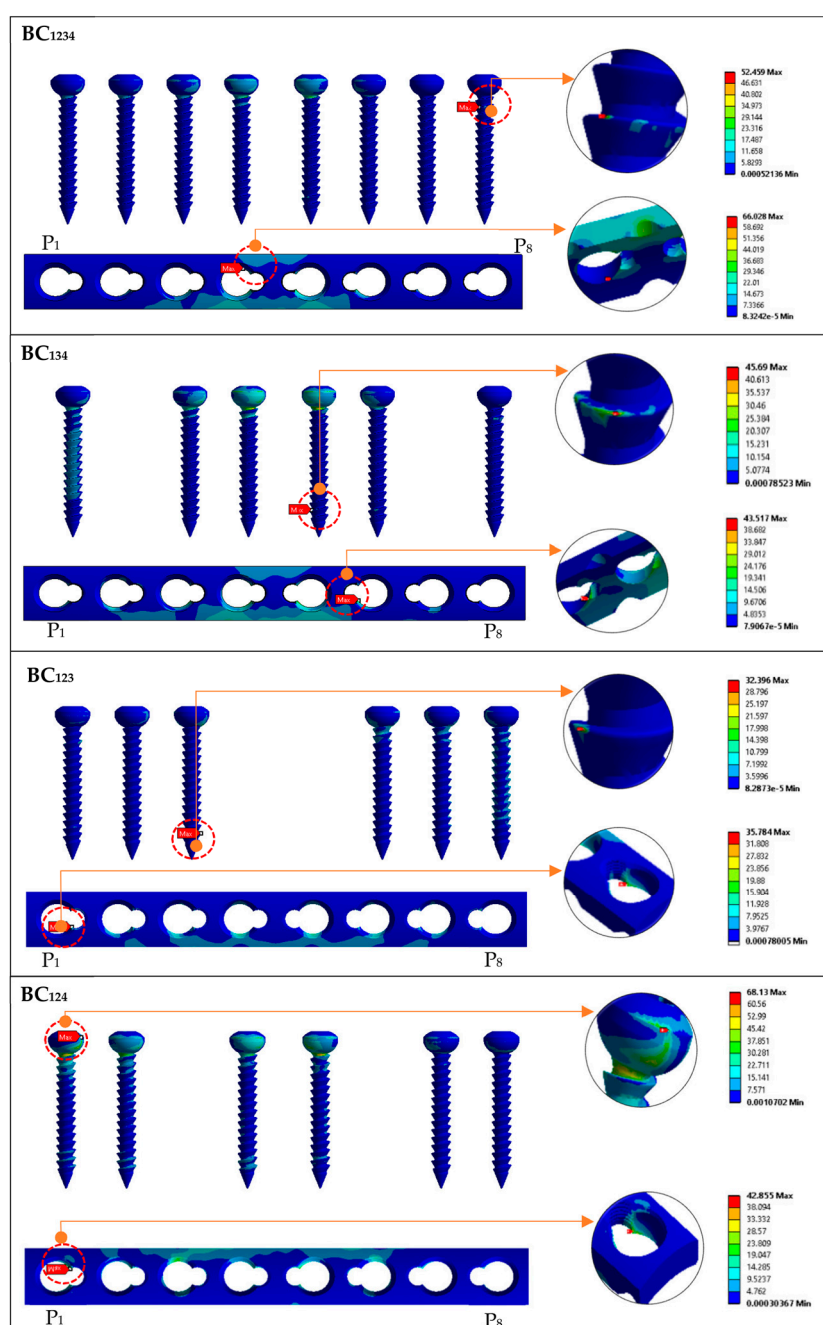 BC1234
52.459 Max
46.631
40.802
34.973
29.144
23.316
17.487
11.658
5.8293
0.00052136 Min
Max
P1
P8
66.028 Max
58.692
51.356
44.019
36.683
29.346
22.01
14.673
7.3366
8.3242e-5 Min
Max
BC134
45.69 Max
40.613
35.537
30.46
25.384
20.307
15.231
10.154
5.0774
0.00078523 Min
Max
43.517 Max
38.682
33.847
29.012
24.176
19.341
14.506
9.6706
4.8353
7.9067e-5 Min
Max
P1
P8
BC123
32.396 Max
28.796
25.197
21.597
17.998
14.398
10.799
7.1992
3.5996
8.2873e-5 Min
Max
35.784 Max
31.808
27.832
23.856
19.88
15.904
11.928
7.9525
3.9767
0.00078005 Min
P1
P8
BC124
68.13 Max
60.56
52.99
45.42
37.851
30.281
22.711
15.141
7.571
0.0010702 Min
Max
42.855 Max
38.094
33.332
28.57
23.809
19.047
14.285
9.5237
4.762
0.00030367 Min
P1
P8